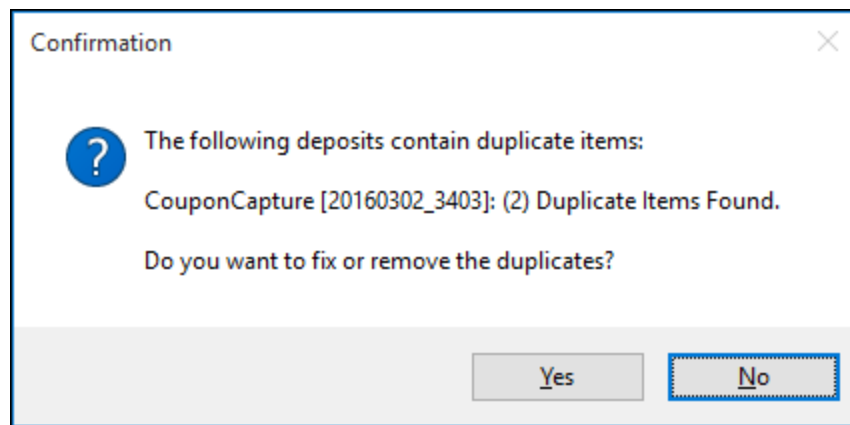 Confirmation
?
The following deposits contain duplicate items:
CouponCapture [20160302_3403]: (2) Duplicate Items Found.
Do you want to fix or remove the duplicates?
Yes
No